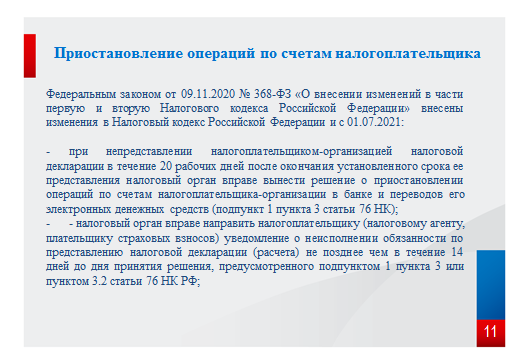 Приостановление операций по счетам налогоплательщика
Федеральным законом от 09.11.2020 № 368-ФЗ «О внесении изменений в части
первую и вторую Налогового кодекса Российской Федерации» внесены
изменения в Налоговый кодекс Российской Федерации и с 01.07.2021:
- при непредставлении налогоплательщиком-организацией налоговой
декларации в течение 20 рабочих дней после окончания установленного срока ее
представления налоговый орган вправе вынести решение о приостановлении
операций по счетам налогоплательщика-организации в банке и переводов его
электронных денежных средств (подпункт 1 пункта 3 статьи 76 НК);
- - налоговый орган вправе направить налогоплательщику (налоговому агенту,
плательщику страховых взносов) уведомление о неисполнении обязанности по
представлению налоговой декларации (расчета) не позднее чем в течение 14
дней до дня принятия решения, предусмотренного подпунктом 1 пункта 3 или
пунктом 3.2 статьи 76 НК РФ;
11